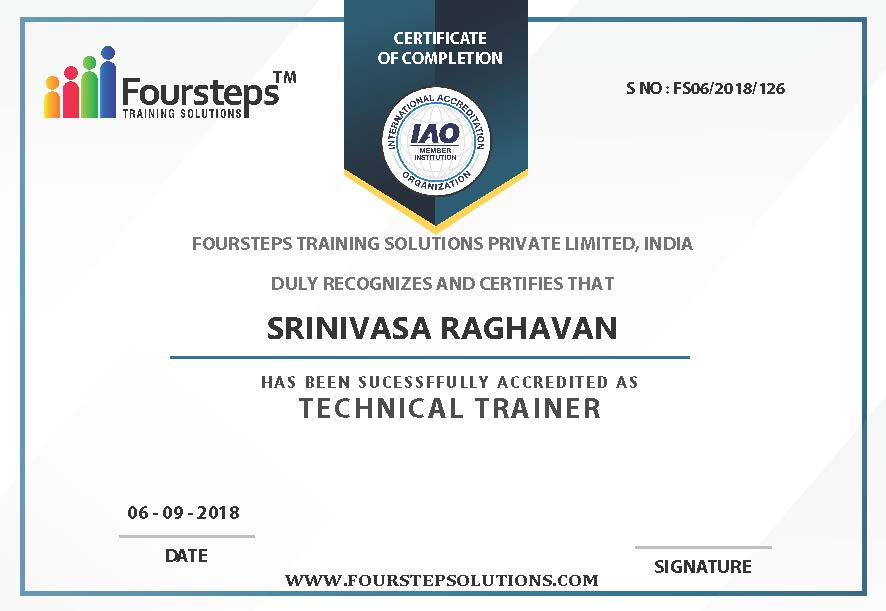 CERTIFICATE
OF COMPLETION
Foursteps™
TRAINING SOLUTIONS
S NO : FS06/2018/126
INTERNATIONAL ACCREDITATION
IAO
MEMBER
INSTITUTION
ORGANIZATION
FOURSTEPS TRAINING SOLUTIONS PRIVATE LIMITED, INDIA
DULY RECOGNIZES AND CERTIFIES THAT
SRINIVASA RAGHAVAN
HAS BEEN SUCESSFFULLY ACCREDITED AS
TECHNICAL TRAINER
06 - 09 - 2018
DATE
SIGNATURE
WWW.FOURSTEPSOLUTIONS.COM